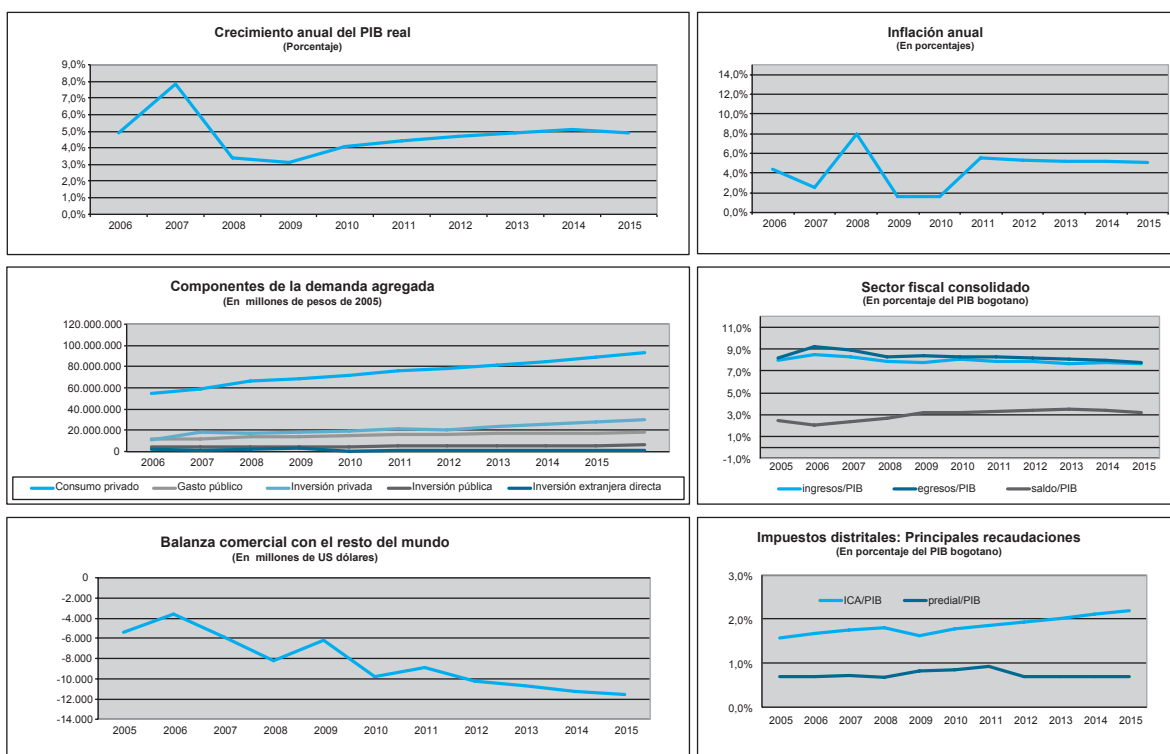 Crecimiento anual del PIB real
(Porcentaje)
9,0%
8,0%
7,0%
6,0%
5,0%
4,0%
3,0%
2,0%
1,0%
0,0%
2006 2007 2008 2009 2010 2011 2012 2013 2014 2015
Inflación anual
(En porcentajes)
14,0%
12,0%
10,0%
8,0%
6,0%
4,0%
2,0%
0,0%
2006 2007 2008 2009 2010 2011 2012 2013 2014 2015
Componentes de la demanda agregada
(En millones de pesos de 2005)
120.000.000
100.000.000
80.000.000
60.000.000
40.000.000
20.000.000
0
2006 2007 2008 2009 2010 2011 2012 2013 2014 2015
Consumo privado Gasto público Inversión privada Inversión pública Inversión extranjera directa
Sector fiscal consolidado
(En porcentaje del PIB bogotano)
11,0%
9,0%
7,0%
5,0%
3,0%
1,0%
-1,0%
2005 2006 2007 2008 2009 2010 2011 2012 2013 2014 2015
ingresos/PIB egresos/PIB saldo/PIB
Balanza comercial con el resto del mundo
(En millones de US dólares)
0
-2.000
-4.000
-6.000
-8.000
-10.000
-12.000
-14.000
2005 2006 2007 2008 2009 2010 2011 2012 2013 2014 2015
Impuestos distritales: Principales recaudaciones
(En porcentaje del PIB bogotano)
3,0%
ICA/PIB predial/PIB
2,0%
1,0%
0,0%
2005 2006 2007 2008 2009 2010 2011 2012 2013 2014 2015